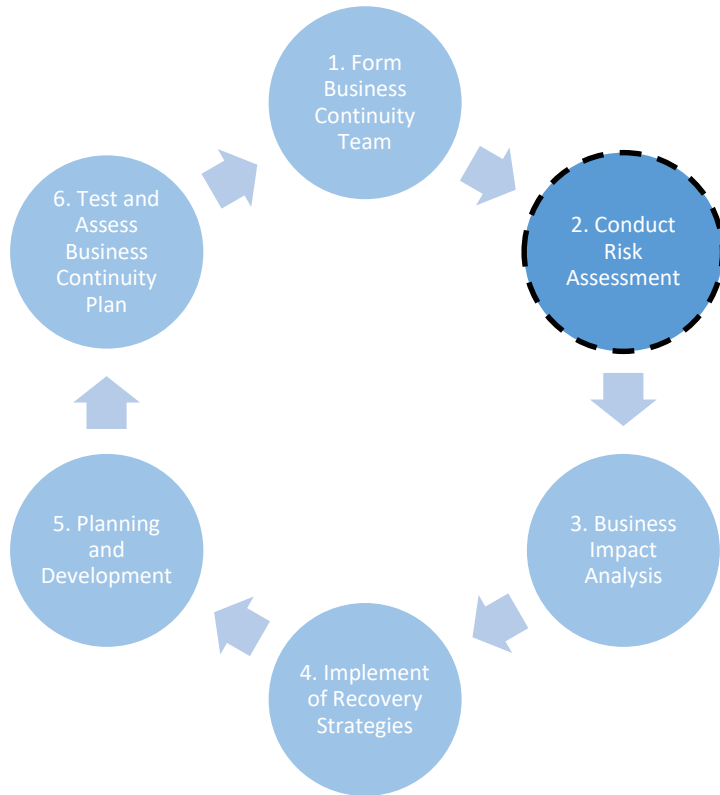 1. Form
Business
Continuity
Team
2. Conduct
Risk
Assessment
3. Business
Impact
Analysis
4. Implement
of Recovery
Strategies
5. Planning
and
Development
6. Test and
Assess
Business
Continuity
Plan